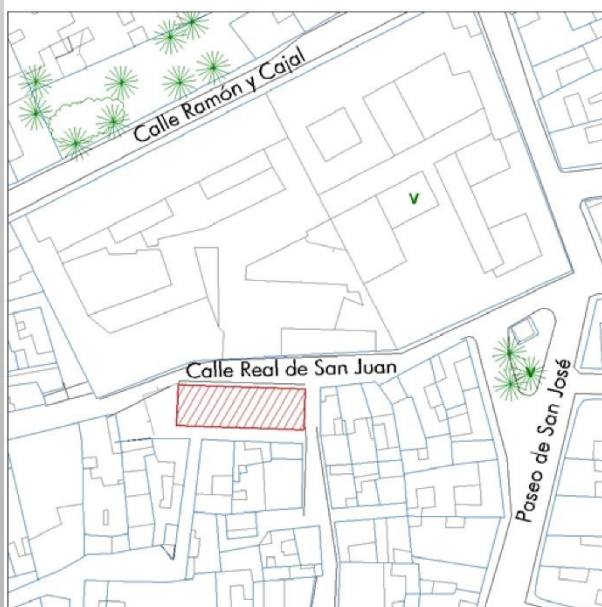 Calle Ramón y Cajal
V
Calle Real de San Juan
V
Paseo de San José